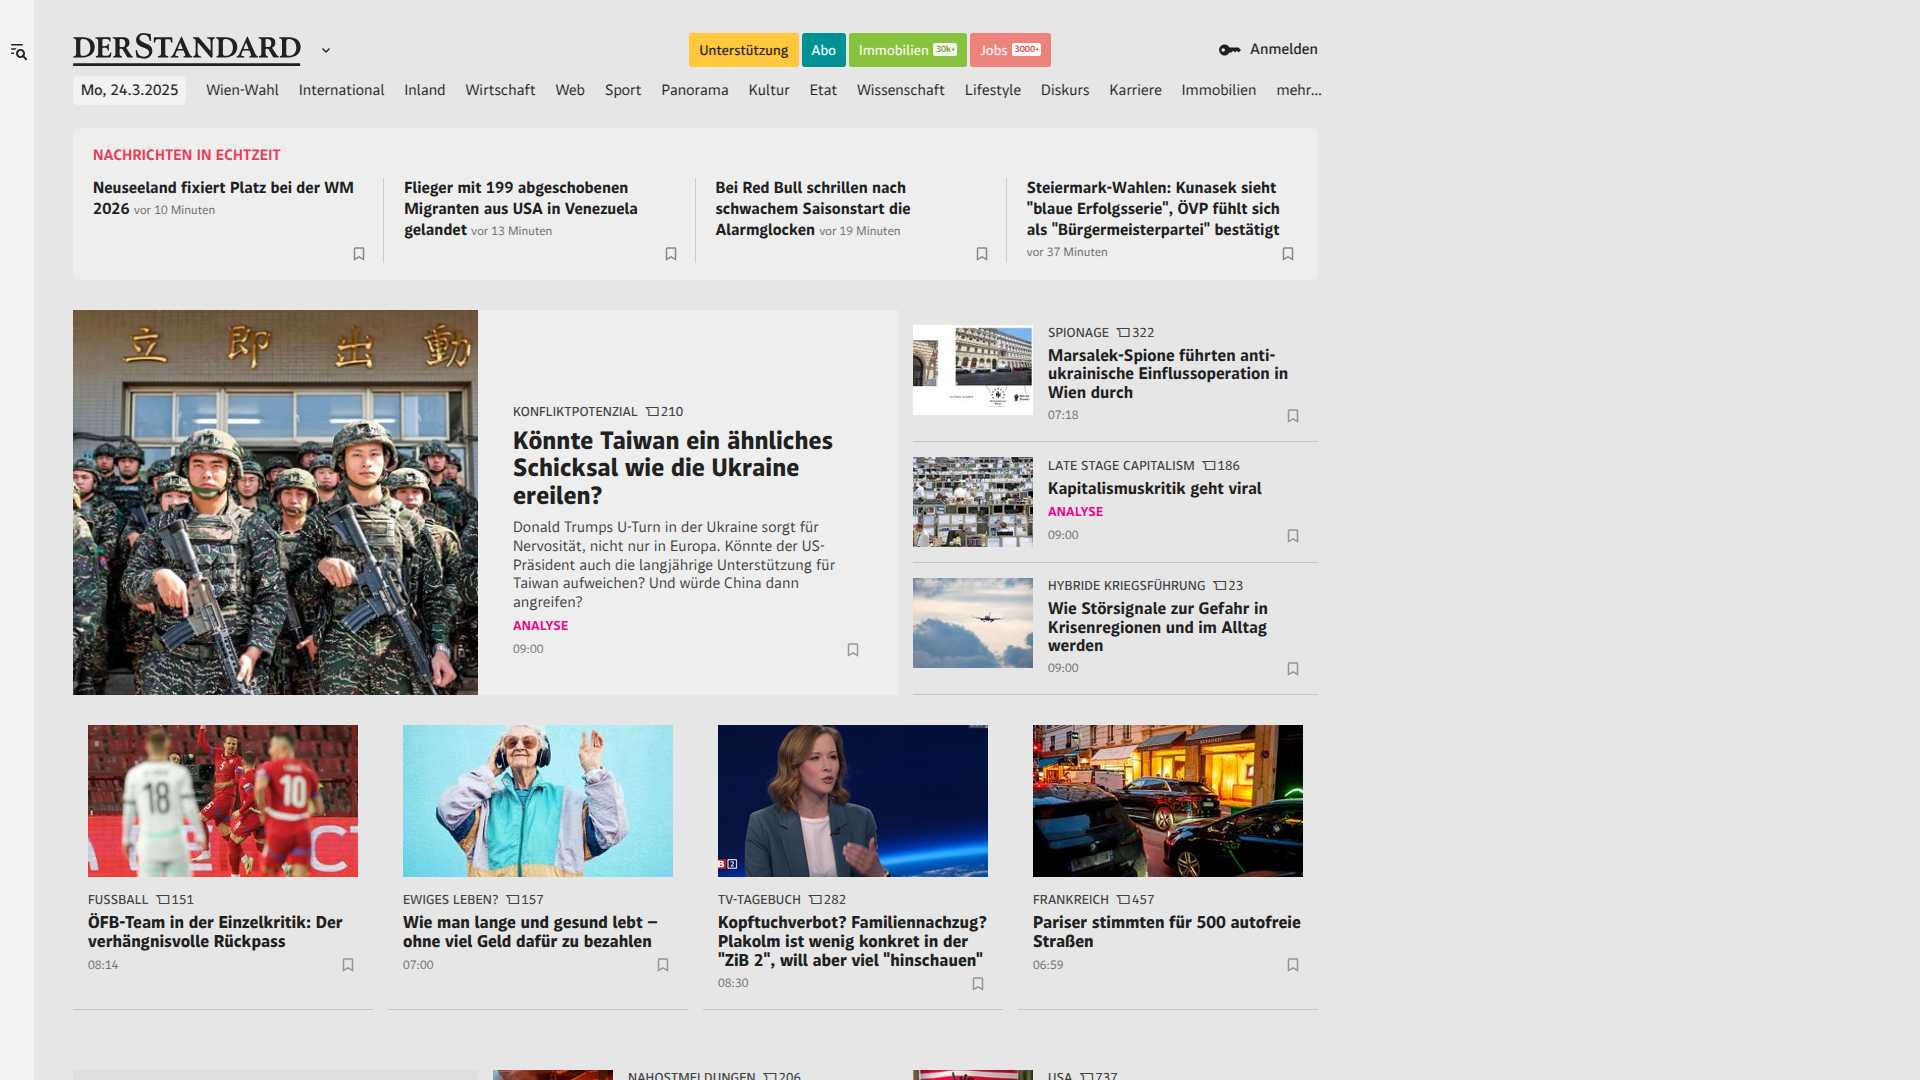 DERSTANDARD
Unterstützung
Abo
Immobilien 30k+
Jobs 3000+
Anmelden
Mo, 24.3.2025
Wien-Wahl
International
Inland
Wirtschaft
Web
Sport
Panorama
Kultur
Etat
Wissenschaft
Lifestyle
Diskurs
Karriere
Immobilien
mehr...
NACHRICHTEN IN ECHTZEIT
Neuseeland fixiert Platz bei der WM
2026 vor 10 Minuten
Flieger mit 199 abgeschobenen
Migranten aus USA in Venezuela
gelandet vor 13 Minuten
Bei Red Bull schrillen nach
schwachem Saisonstart die
Alarmglocken vor 19 Minuten
Steiermark-Wahlen: Kunasek sieht
"blaue Erfolgsserie", ÖVP fühlt sich
als "Bürgermeisterpartei" bestätigt
vor 37 Minuten
立即出動
KONFLIKTPOTENZIAL 210
Könnte Taiwan ein ähnliches
Schicksal wie die Ukraine
ereilen?
Donald Trumps U-Turn in der Ukraine sorgt für
Nervosität, nicht nur in Europa. Könnte der US-
Präsident auch die langjährige Unterstützung für
Taiwan aufweichen? Und würde China dann
angreifen?
ANALYSE
09:00
SPIONAGE 322
Marsalek-Spione führten anti-
ukrainische Einflussoperation in
Wien durch
07:18
LATE STAGE CAPITALISM 186
Kapitalismuskritik geht viral
ANALYSE
09:00
HYBRIDE KRIEGSFÜHRUNG 23
Wie Störsignale zur Gefahr in
Krisenregionen und im Alltag
werden
09:00
18
10
FUSSBALL 151
ÖFB-Team in der Einzelkritik: Der
verhängnisvolle Rückpass
08:14
EWIGES LEBEN? 157
Wie man lange und gesund lebt –
ohne viel Geld dafür zu bezahlen
07:00
B 2
TV-TAGEBUCH 282
Kopftuchverbot? Familiennachzug?
Plakolm ist wenig konkret in der
"ZiB 2", will aber viel "hinschauen"
08:30
FRANKREICH 457
Pariser stimmten für 500 autofreie
Straßen
06:59
NAHOSTMELDUNGEN 206
USA 737